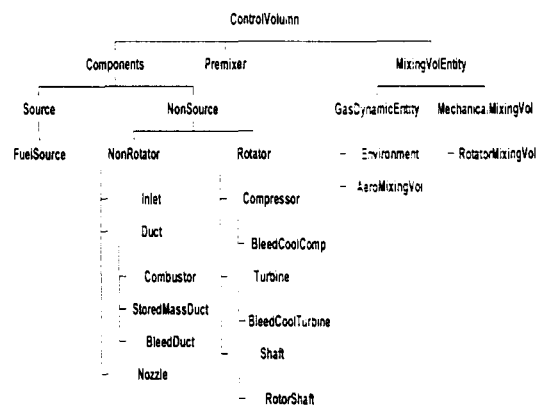 ControlVolumn
Components Premixer MixingVolEntity
Source NonSource GasDynamicEntity MechanicalMixingVol
FuelSource NonRotator Rotator Environment RotatorMixingVol
AeroMixingVol
Inlet Compressor
Duct
BleedCoolComp
Combustor Turbine
StoredMassDuct
BleedCoolTurbine
BleedDuct
Shaft
Nozzle
RotorShaft